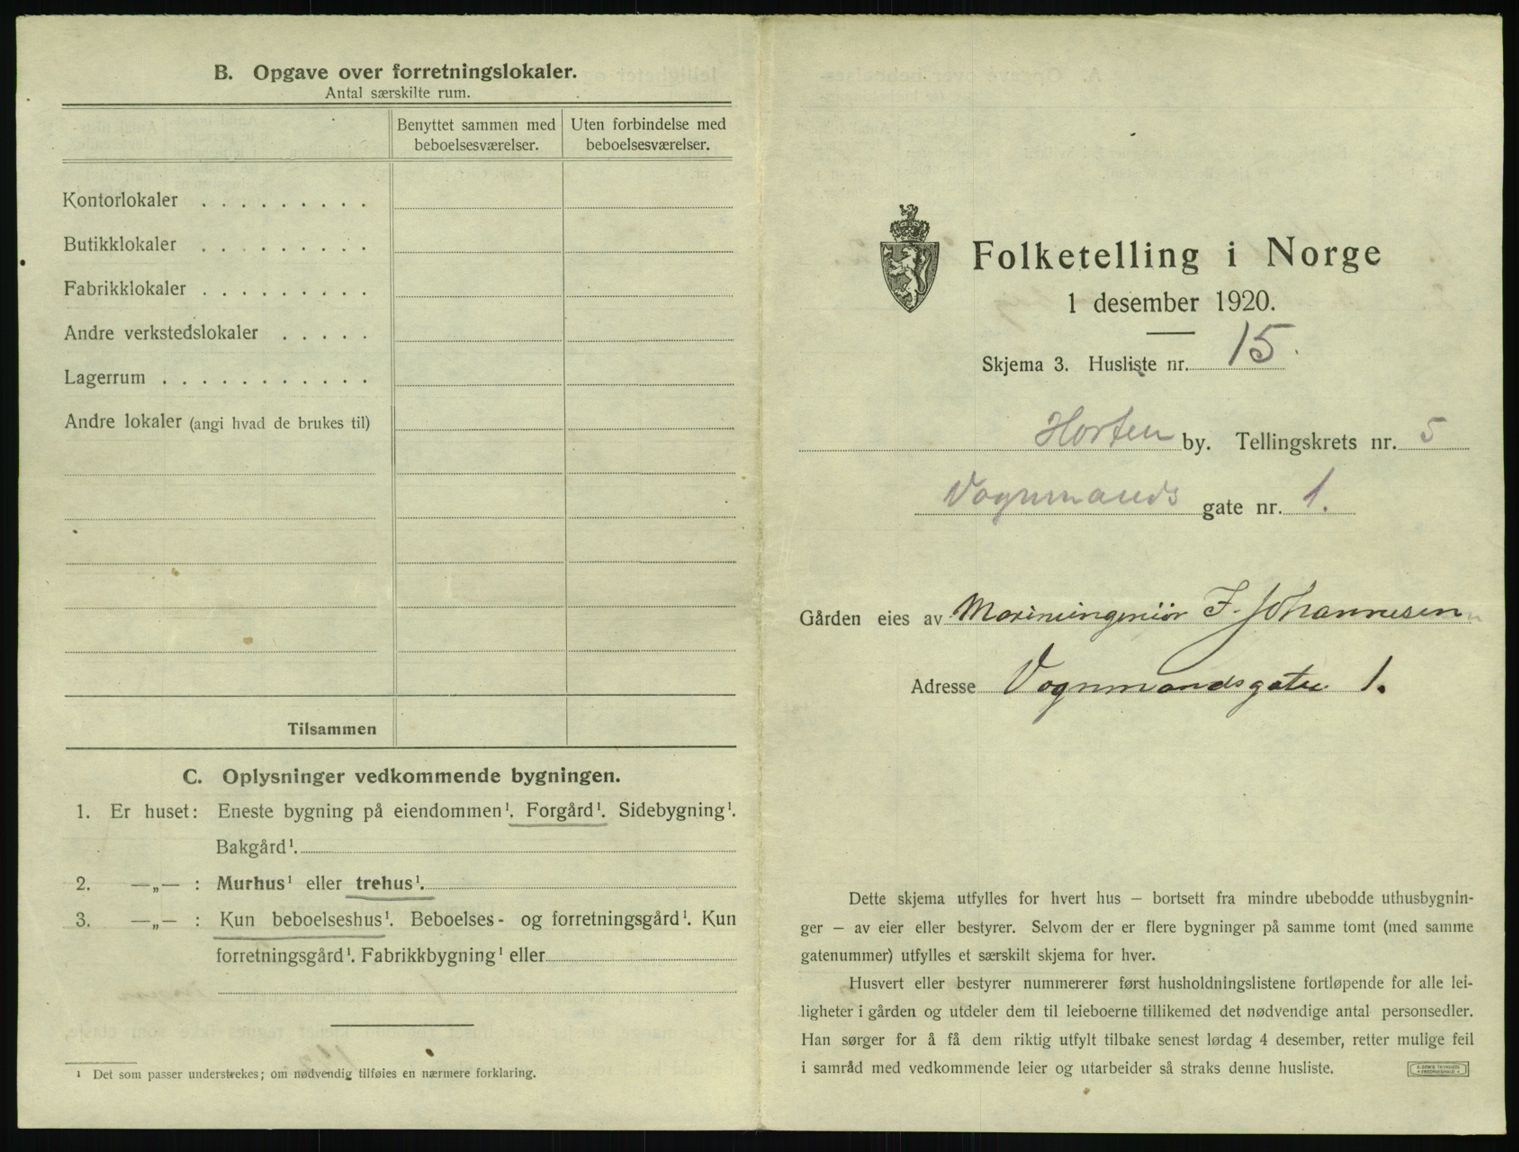 B. Opgave over forretningslokaler.
Antal særskilte rum.
Benyttet sammen med beboelsesværelser.
Uten forbindelse med beboelsesværelser.
Kontorlokaler . . . . . . . . .
Butikklokaler . . . . . . . . .
Fabrikklokaler . . . . . . . . .
Andre verkstedslokaler . . . . .
Lagerrum . . . . . . . . . . .
Andre lokaler (angi hvad de brukes til)
Tilsammen
C. Oplysninger vedkommende bygningen.
1. Er huset: Eneste bygning på eiendommen¹. Forgård¹. Sidebygning¹.
Bakgård¹.
2. —„— : Murhus¹ eller trehus¹.
3. —„— : Kun beboelseshus¹. Beboelses- og forretningsgård¹. Kun
forretningsgård¹. Fabrikkbygning¹ eller
¹ Det som passer understrekes; om nødvendig tilføies en nærmere forklaring.
Folketelling i Norge
1 desember 1920.
Skjema 3. Husliste nr. 15.
Horten by. Tellingskrets nr. 5
Vognmands gate nr. 1.
Gården eies av Marineingeniør F. Johannesen
Adresse Vognmandsgaten 1.
Dette skjema utfylles for hvert hus — bortsett fra mindre ubebodde uthusbygnin-
ger — av eier eller bestyrer. Selvom der er flere bygninger på samme tomt (med samme
gatenummer) utfylles et særskilt skjema for hver.
Husvert eller bestyrer nummererer først husholdningslistene fortløpende for alle lei-
ligheter i gården og utdeler dem til leieboerne tillikemed det nødvendige antal personsedler.
Han sørger for å få dem riktig utfylt tilbake senest lørdag 4 desember, retter mulige feil
i samråd med vedkommende leier og utarbeider så straks denne husliste.